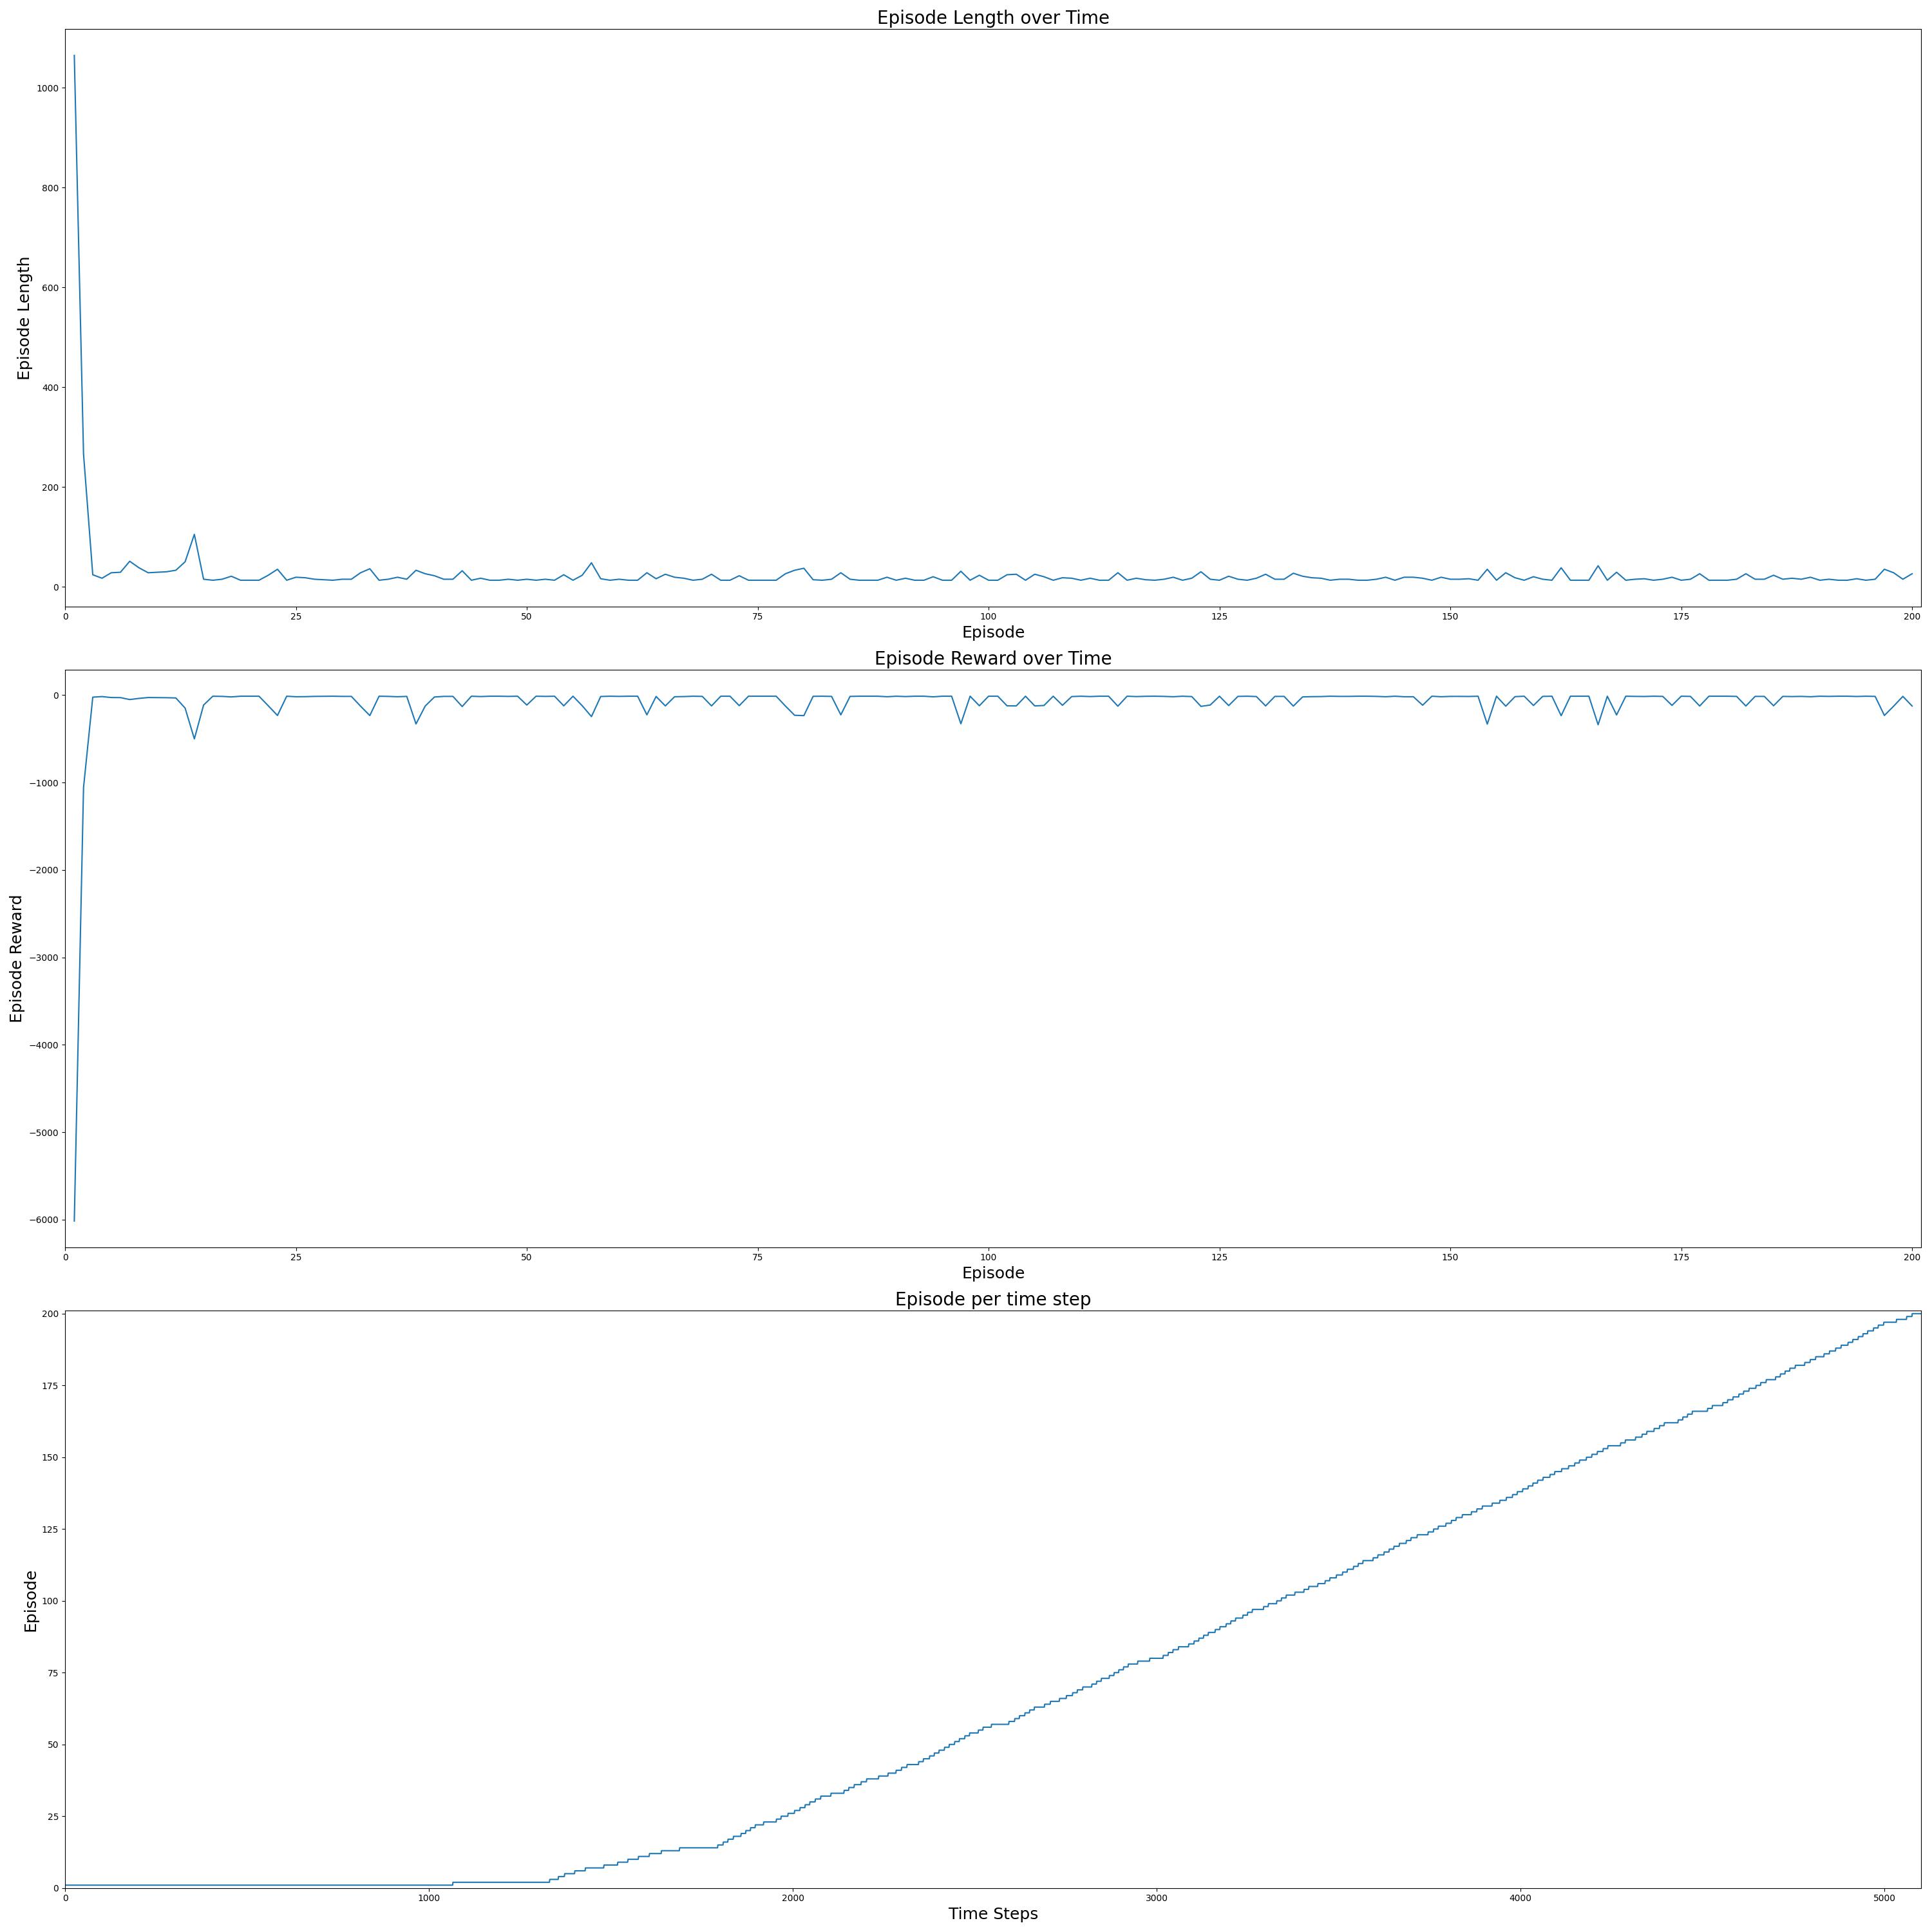 Episode Length over Time
1000
800
600
400
200
0
Episode Length
0 25 50 75 100 125 150 175 200
Episode
Episode Reward over Time
0
−1000
−2000
−3000
−4000
−5000
−6000
Episode Reward
0 25 50 75 100 125 150 175 200
Episode
Episode per time step
200
175
150
125
100
75
50
25
0
Episode
0 1000 2000 3000 4000 5000
Time Steps